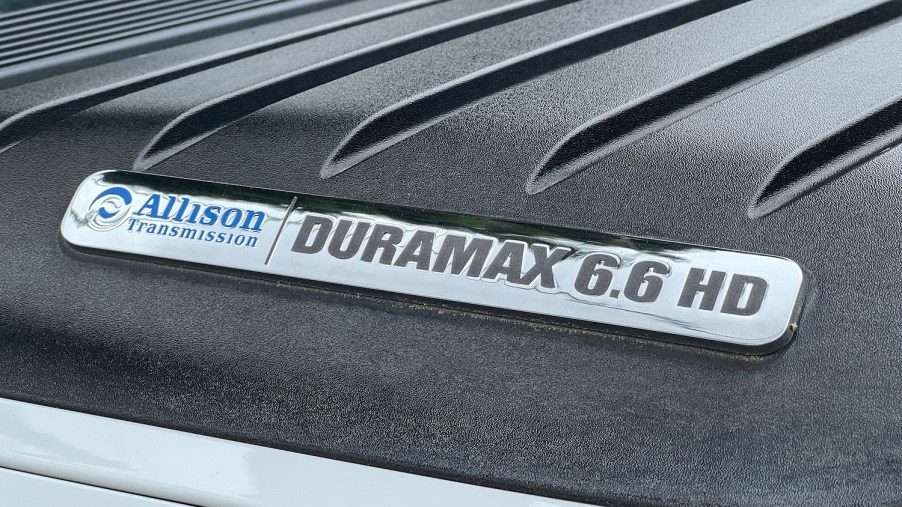 Allison
Transmission
DURAMAX 6.6 HD